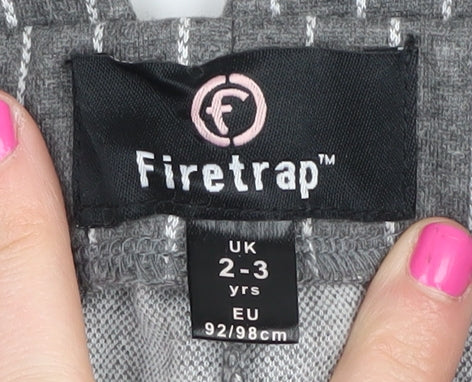 F
Firetrap™
UK
2-3
yrs
EU
92/98cm